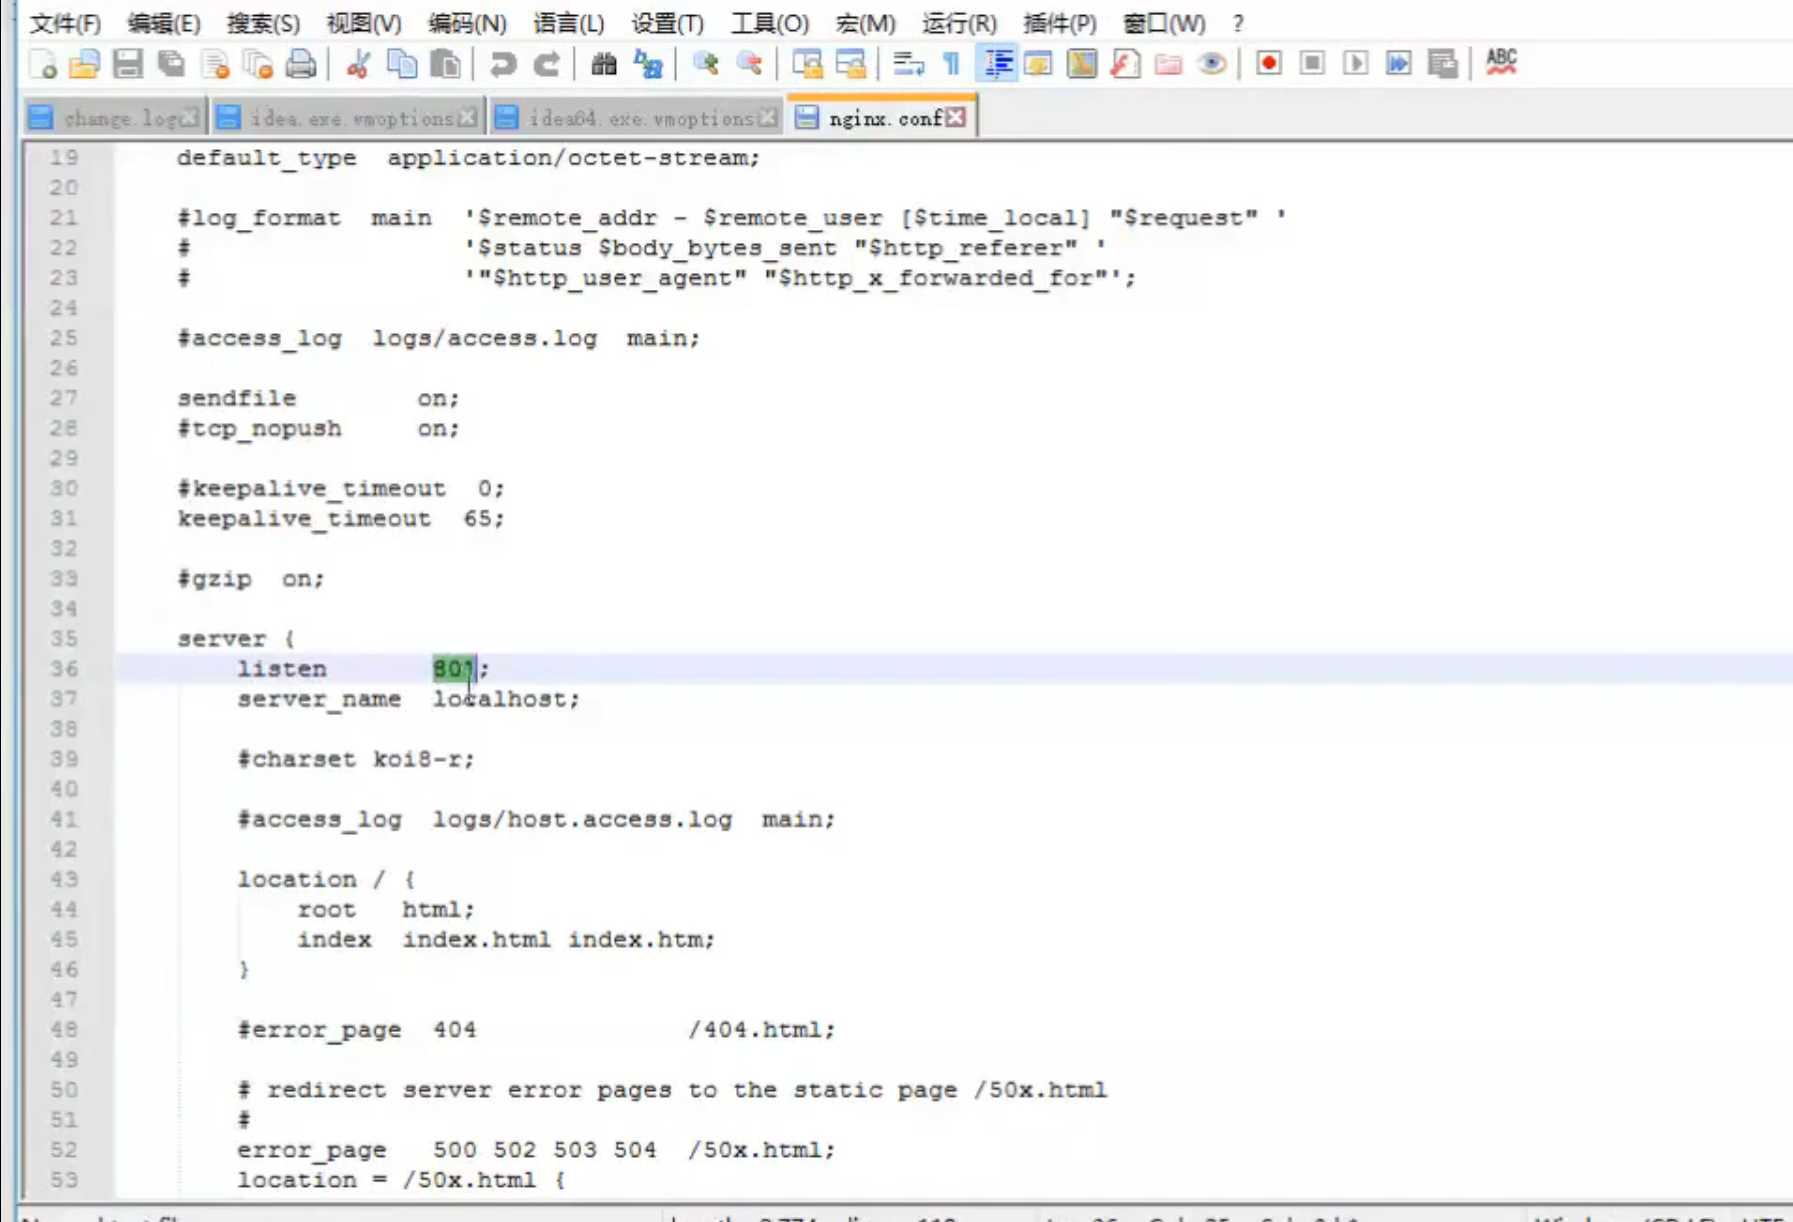 文件(F) 编辑(E) 搜索(S) 视图(V) 编码(N) 语言(L) 设置(T) 工具(O) 宏(M) 运行(R) 插件(P) 窗口(W) ?
ABC
change.log idea.exe.vmoptions idea64.exe.vmoptions nginx.conf
19 default_type application/octet-stream;
20
21 #log_format main '$remote_addr - $remote_user [$time_local] "$request" '
22 # '$status $body_bytes_sent "$http_referer" '
23 # '"$http_user_agent" "$http_x_forwarded_for"';
24
25 #access_log logs/access.log main;
26
27 sendfile on;
28 #tcp_nopush on;
29
30 #keepalive_timeout 0;
31 keepalive_timeout 65;
32
33 #gzip on;
34
35 server {
36 listen 801;
37 server_name localhost;
38
39 #charset koi8-r;
40
41 #access_log logs/host.access.log main;
42
43 location / {
44 root html;
45 index index.html index.htm;
46 }
47
48 #error_page 404 /404.html;
49
50 # redirect server error pages to the static page /50x.html
51 #
52 error_page 500 502 503 504 /50x.html;
53 location = /50x.html {